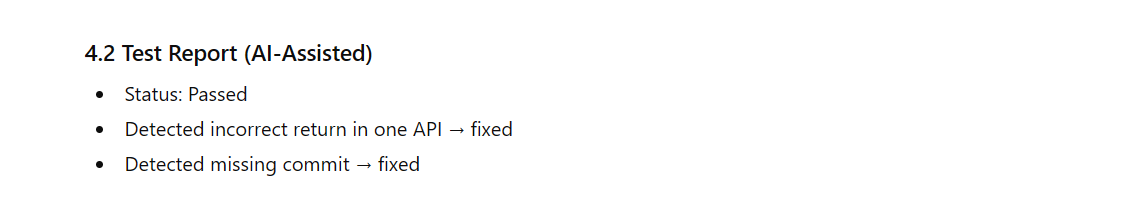 4.2 Test Report (AI-Assisted)
• Status: Passed
• Detected incorrect return in one API → fixed
• Detected missing commit → fixed